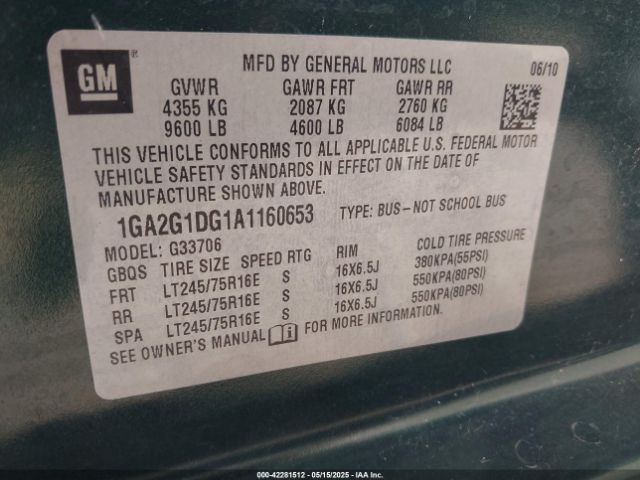 GM ®
MFD BY GENERAL MOTORS LLC 06/10
GVWR GAWR FRT GAWR RR
4355 KG 2087 KG 2760 KG
9600 LB 4600 LB 6084 LB
THIS VEHICLE CONFORMS TO ALL APPLICABLE U.S. FEDERAL MOTOR
VEHICLE SAFETY STANDARDS IN EFFECT ON THE DATE OF
MANUFACTURE SHOWN ABOVE.
1GA2G1DG1A1160653 TYPE: BUS – NOT SCHOOL BUS
MODEL: G33706
GBQS TIRE SIZE SPEED RTG RIM COLD TIRE PRESSURE
FRT LT245/75R16E S 16X6.5J 380KPA(55PSI)
RR LT245/75R16E S 16X6.5J 550KPA(80PSI)
SPA LT245/75R16E S 16X6.5J 550KPA(80PSI)
SEE OWNER'S MANUAL FOR MORE INFORMATION.
000-42281512 - 05/15/2025 - IAAI Inc.